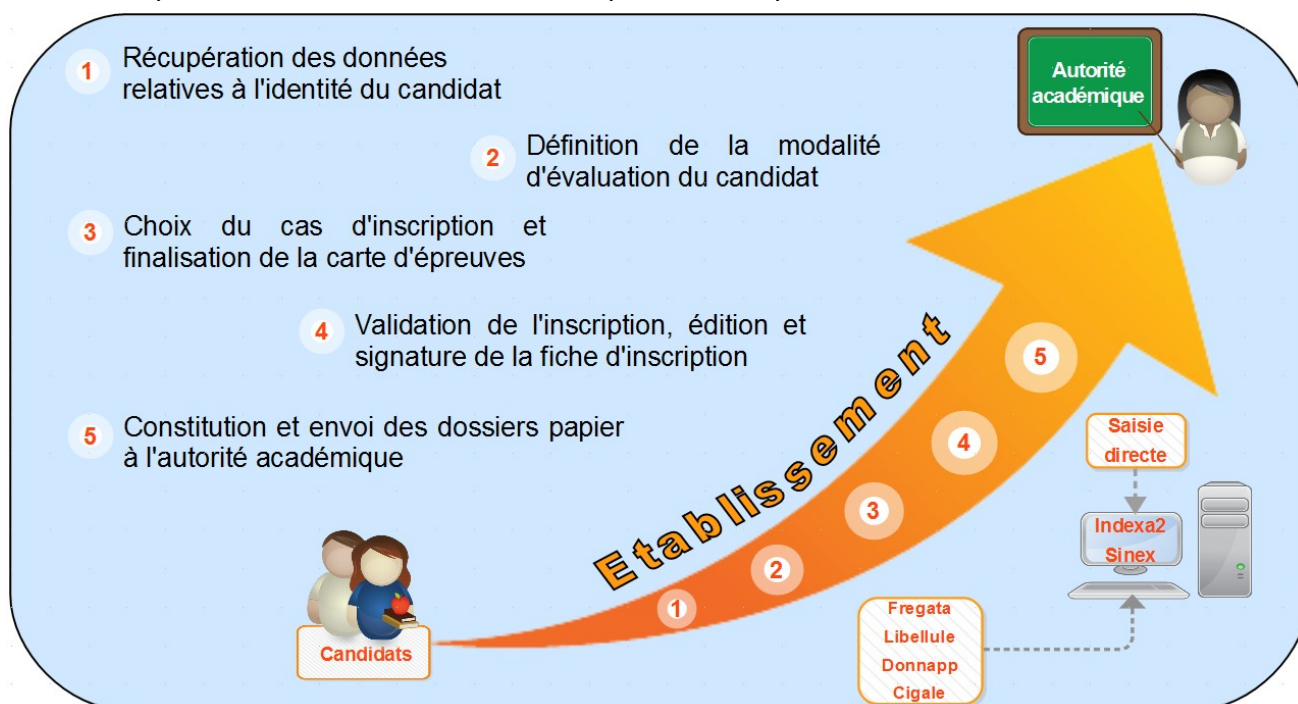 1 Récupération des données
relatives à l'identité du candidat
2 Définition de la modalité
d'évaluation du candidat
3 Choix du cas d'inscription et
finalisation de la carte d'épreuves
4 Validation de l'inscription, édition et
signature de la fiche d'inscription
5 Constitution et envoi des dossiers papier
à l'autorité académique
Autorité
académique
Etablissement
1
2
3
4
5
Candidats
Saisie
directe
Indexa2
Sinex
Fregata
Libellule
Donnapp
Cigale